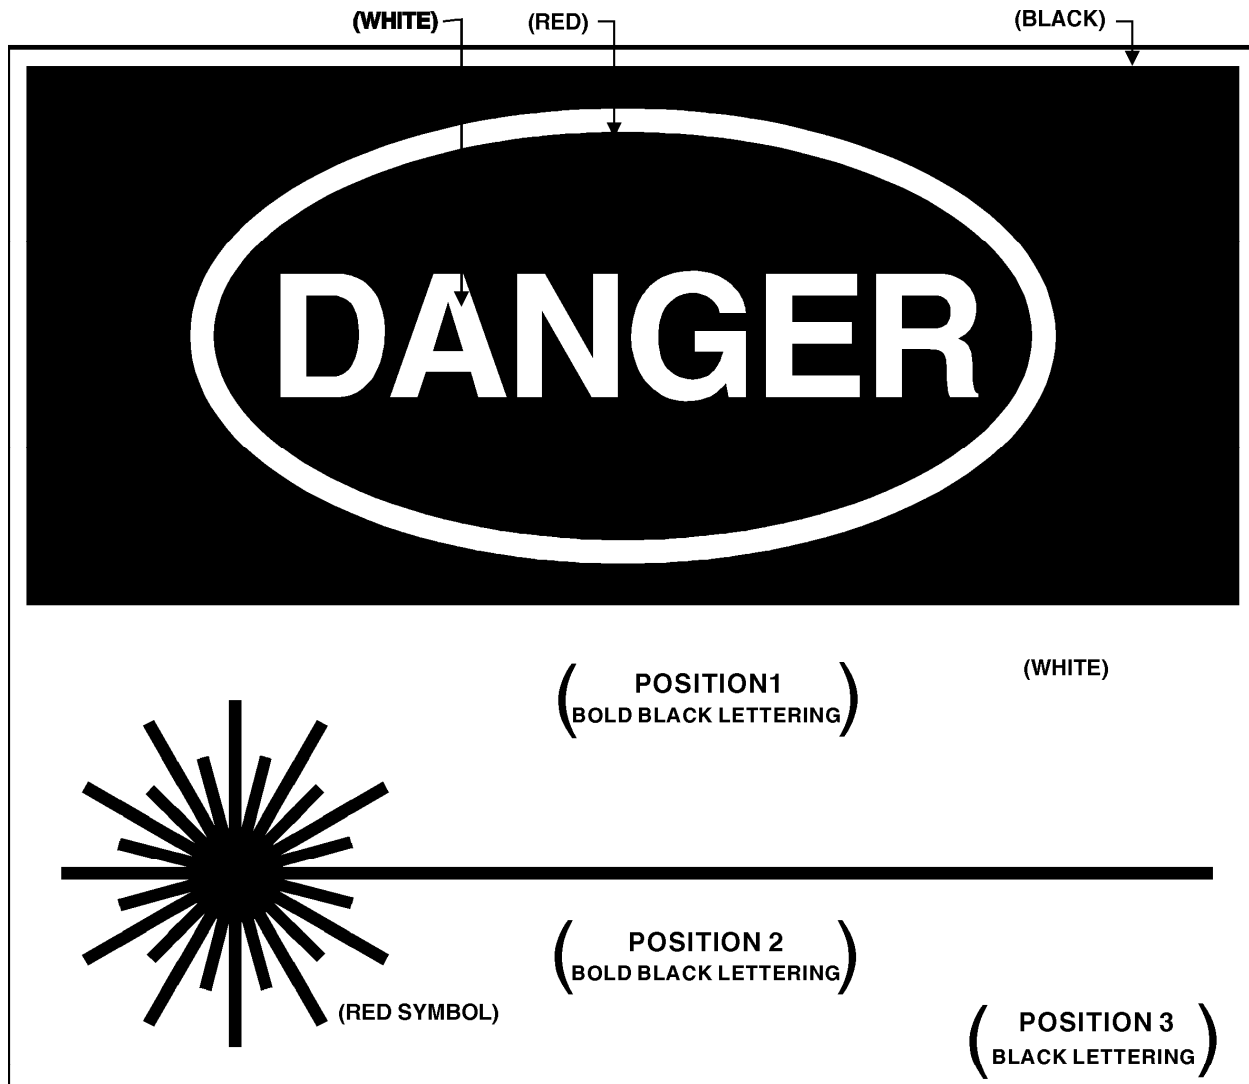 (WHITE) (RED) (BLACK)
DANGER
(WHITE)
(POSITION1
BOLD BLACK LETTERING)
(POSITION 2
BOLD BLACK LETTERING)
(RED SYMBOL)
(POSITION 3
BLACK LETTERING)